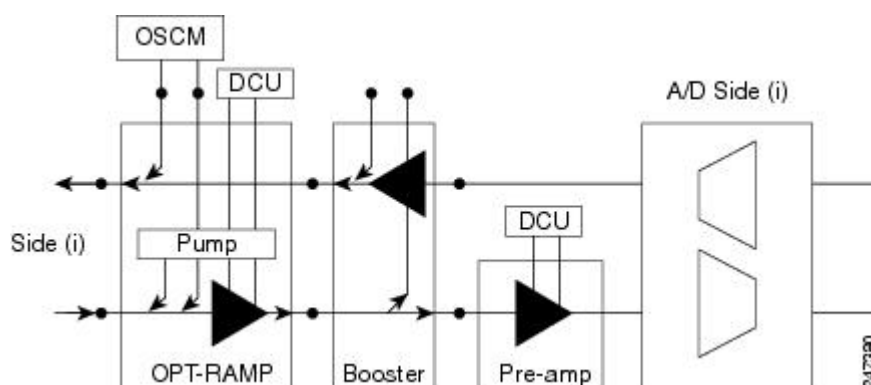 OSCM
DCU
A/D Side (i)
Side (i)
Pump
DCU
OPT-RAMP
Booster
Pre-amp